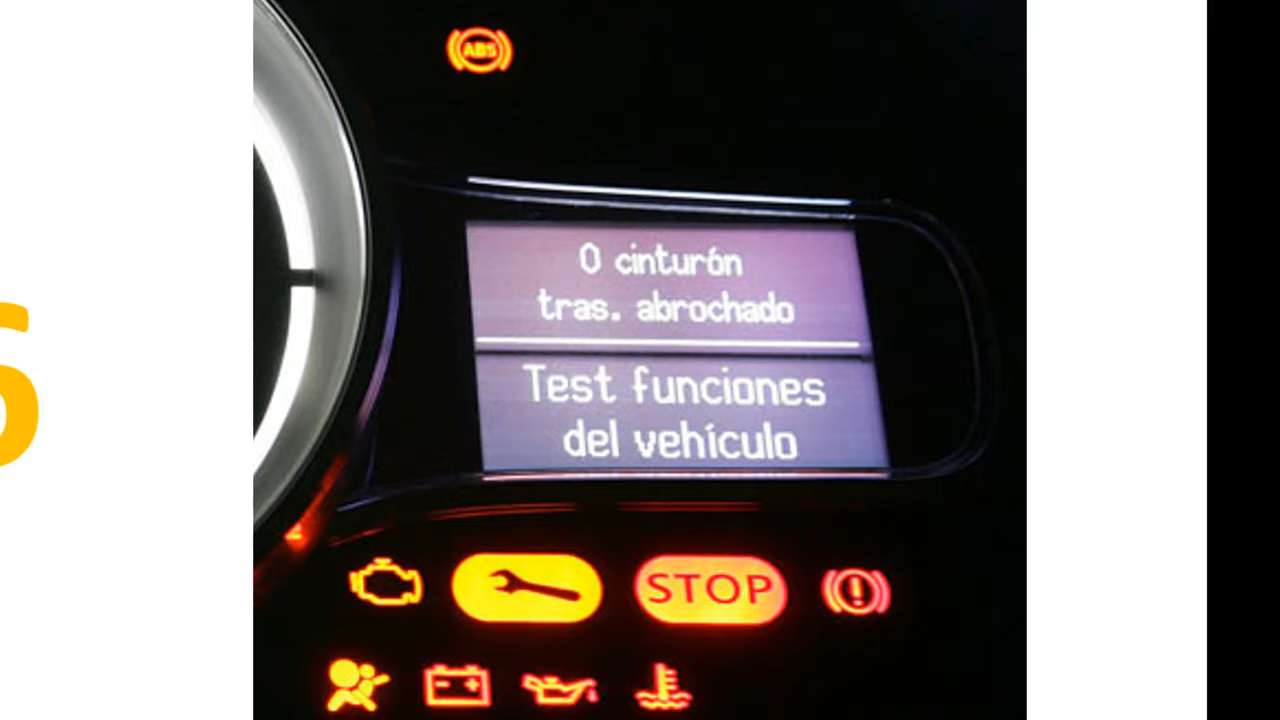 ABS
0 cinturón
tras. abrochado
Test funciones
del vehículo
STOP